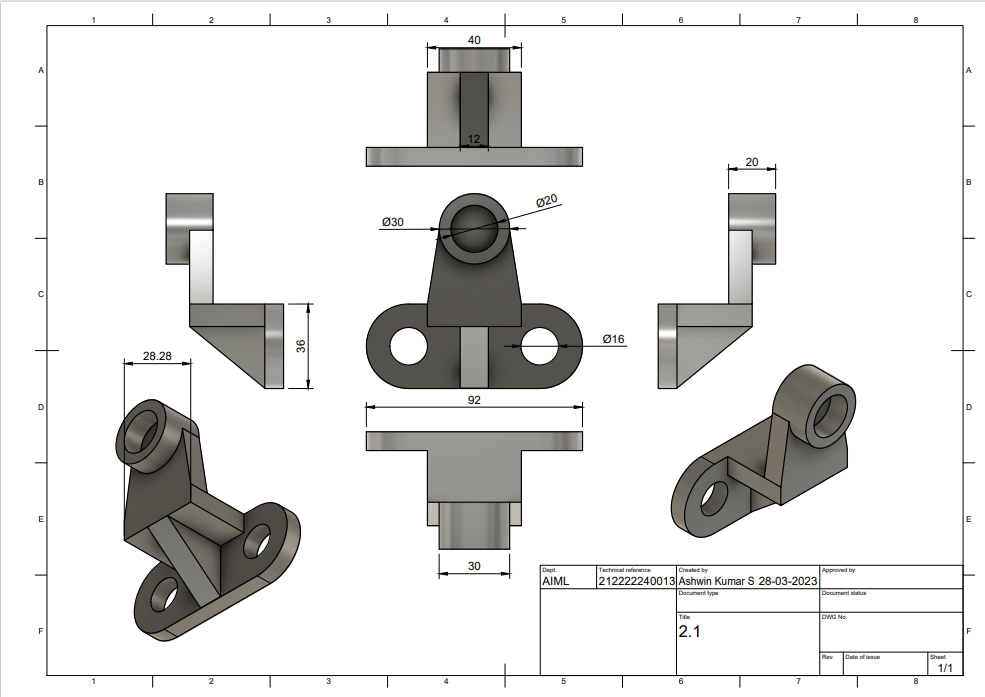 1 2 3 4 5 6 7 8
A A
40
12
B B
20
Ø20
Ø30
C C
36
Ø16
28.28
92
D D
E E
30
Dept. Technical reference Created by Approved by
AIML 212222240013 Ashwin Kumar S 28-03-2023
Document type Document status
Title DWG No.
2.1
F F
Rev. Date of issue Sheet
1/1
1 2 3 4 5 6 7 8